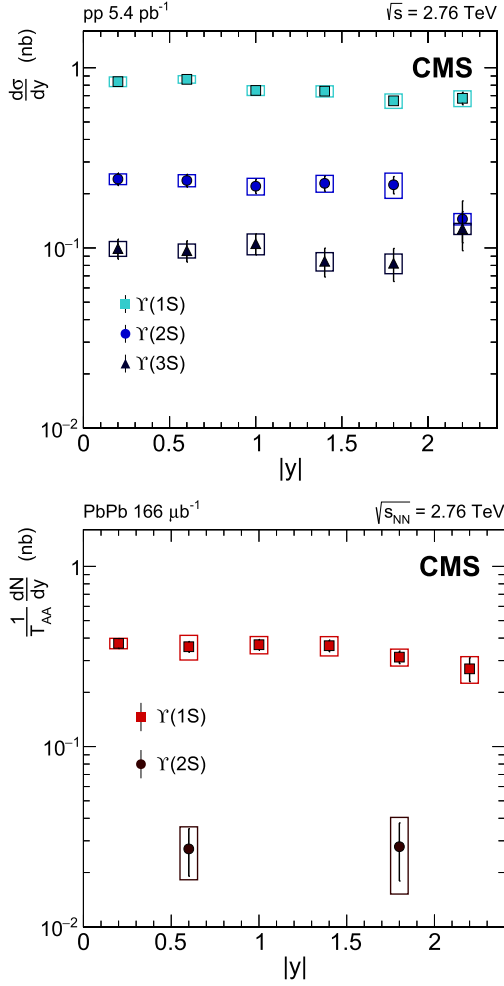 pp 5.4 pb⁻¹ √s = 2.76 TeV
CMS
dσ/dy (nb)
1
10⁻¹
10⁻²
ϒ(1S)
ϒ(2S)
ϒ(3S)
0 0.5 1 1.5 2
|y|
PbPb 166 μb⁻¹ √s_NN = 2.76 TeV
CMS
1/T_AA dN/dy (nb)
1
10⁻¹
10⁻²
ϒ(1S)
ϒ(2S)
0 0.5 1 1.5 2
|y|